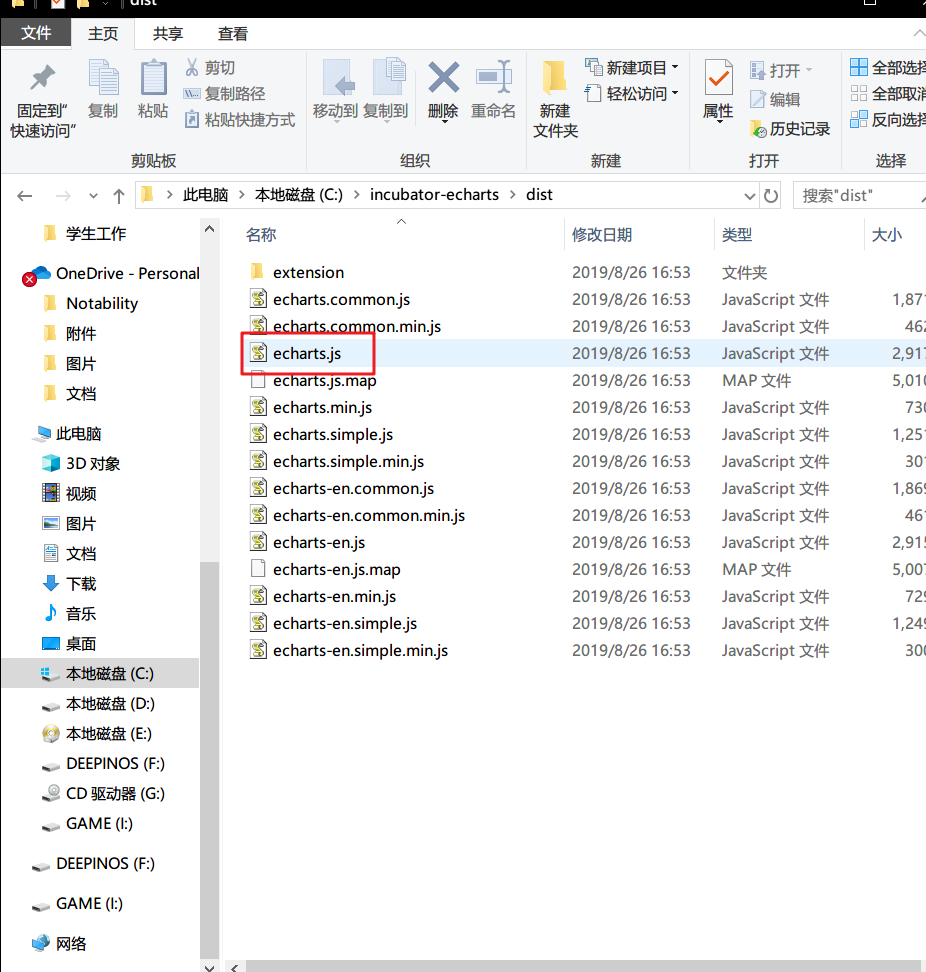 dist
文件 主页 共享 查看
固定到"快速访问"
复制
粘贴
剪切
复制路径
粘贴快捷方式
剪贴板
移动到
复制到
删除
重命名
组织
新建
文件夹
新建项目
轻松访问
新建
属性
打开
编辑
历史记录
打开
全部选择
全部取消
反向选择
选择
此电脑 > 本地磁盘 (C:) > incubator-echarts > dist
搜索"dist"
学生工作
OneDrive - Personal
Notability
附件
图片
文档
此电脑
3D 对象
视频
图片
文档
下载
音乐
桌面
本地磁盘 (C:)
本地磁盘 (D:)
本地磁盘 (E:)
DEEPINOS (F:)
CD 驱动器 (G:)
GAME (I:)
DEEPINOS (F:)
GAME (I:)
网络
名称 修改日期 类型 大小
extension 2019/8/26 16:53 文件夹
echarts.common.js 2019/8/26 16:53 JavaScript 文件 1,871
echarts.common.min.js 2019/8/26 16:53 JavaScript 文件 462
echarts.js 2019/8/26 16:53 JavaScript 文件 2,917
echarts.js.map 2019/8/26 16:53 MAP 文件 5,010
echarts.min.js 2019/8/26 16:53 JavaScript 文件 730
echarts.simple.js 2019/8/26 16:53 JavaScript 文件 1,251
echarts.simple.min.js 2019/8/26 16:53 JavaScript 文件 301
echarts-en.common.js 2019/8/26 16:53 JavaScript 文件 1,869
echarts-en.common.min.js 2019/8/26 16:53 JavaScript 文件 461
echarts-en.js 2019/8/26 16:53 JavaScript 文件 2,915
echarts-en.js.map 2019/8/26 16:53 MAP 文件 5,007
echarts-en.min.js 2019/8/26 16:53 JavaScript 文件 729
echarts-en.simple.js 2019/8/26 16:53 JavaScript 文件 1,249
echarts-en.simple.min.js 2019/8/26 16:53 JavaScript 文件 300